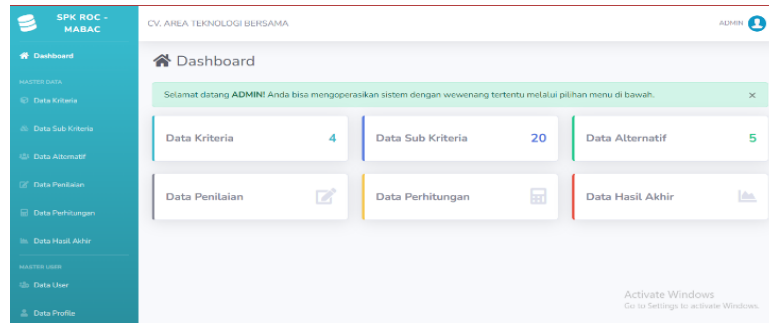 SPK ROC -
MABAC
CV. AREA TEKNOLOGI BERSAMA
ADMIN
Dashboard
MASTER DATA
Data Kriteria
Data Sub Kriteria
Data Alternatif
Data Penilaian
Data Perhitungan
Data Hasil Akhir
MASTER USER
Data User
Data Profile
Dashboard
Selamat datang ADMIN! Anda bisa mengoperasikan sistem dengan wewenang tertentu melalui pilihan menu di bawah. ×
Data Kriteria 4
Data Sub Kriteria 20
Data Alternatif 5
Data Penilaian
Data Perhitungan
Data Hasil Akhir
Activate Windows
Go to Settings to activate Windows.